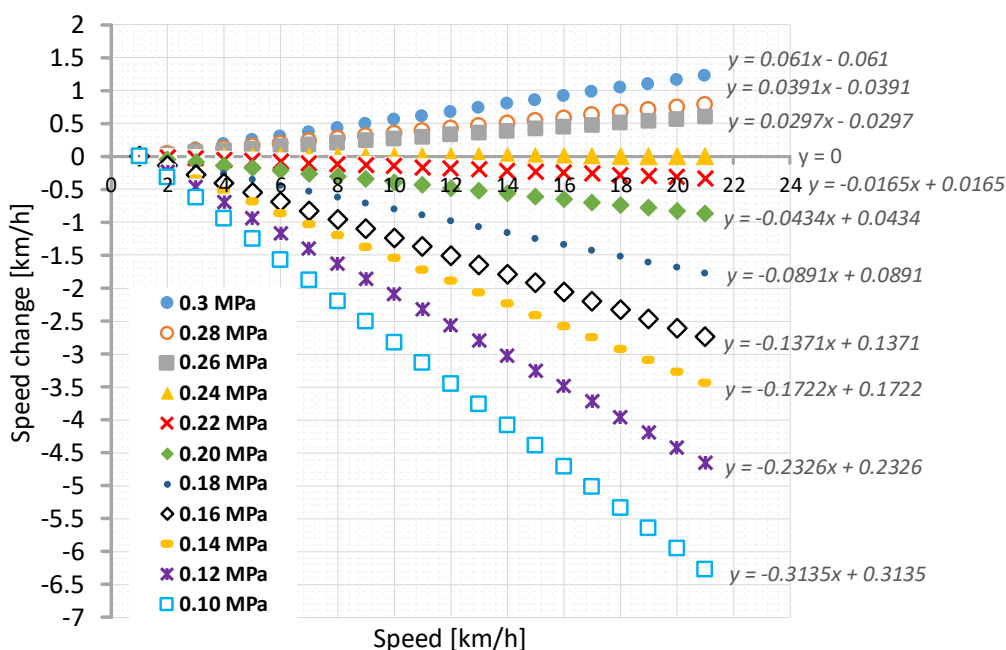 2
1.5
1
0.5
0
-0.5
-1
-1.5
-2
-2.5
-3
-3.5
-4
-4.5
-5
-5.5
-6
-6.5
-7
Speed change [km/h]
0 2 4 6 8 10 12 14 16 18 20 22 24
Speed [km/h]
y = 0.061x - 0.061
y = 0.0391x - 0.0391
y = 0.0297x - 0.0297
y = 0
y = -0.0165x + 0.0165
y = -0.0434x + 0.0434
y = -0.0891x + 0.0891
y = -0.1371x + 0.1371
y = -0.1722x + 0.1722
y = -0.2326x + 0.2326
y = -0.3135x + 0.3135
0.3 MPa
0.28 MPa
0.26 MPa
0.24 MPa
0.22 MPa
0.20 MPa
0.18 MPa
0.16 MPa
0.14 MPa
0.12 MPa
0.10 MPa